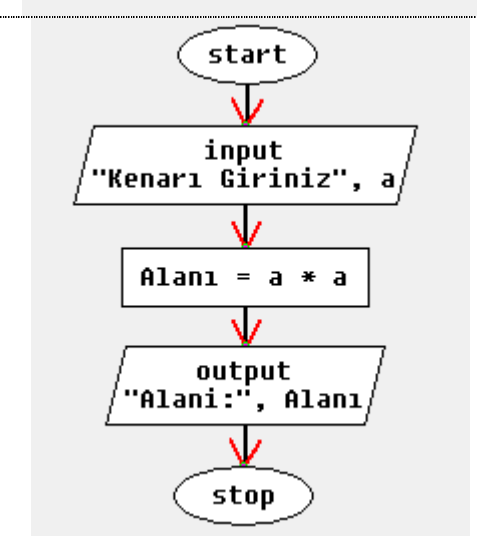 start
input
"Kenarı Giriniz", a
Alanı = a * a
output
"Alani:", Alanı
stop